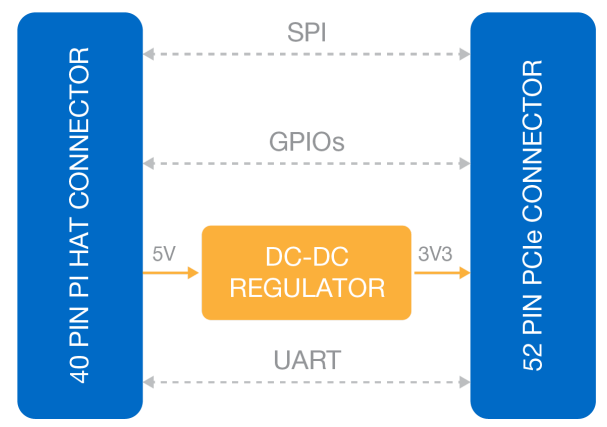 40 PIN PI HAT CONNECTOR
SPI
GPIOs
5V
DC-DC
REGULATOR
3V3
UART
52 PIN PCIe CONNECTOR